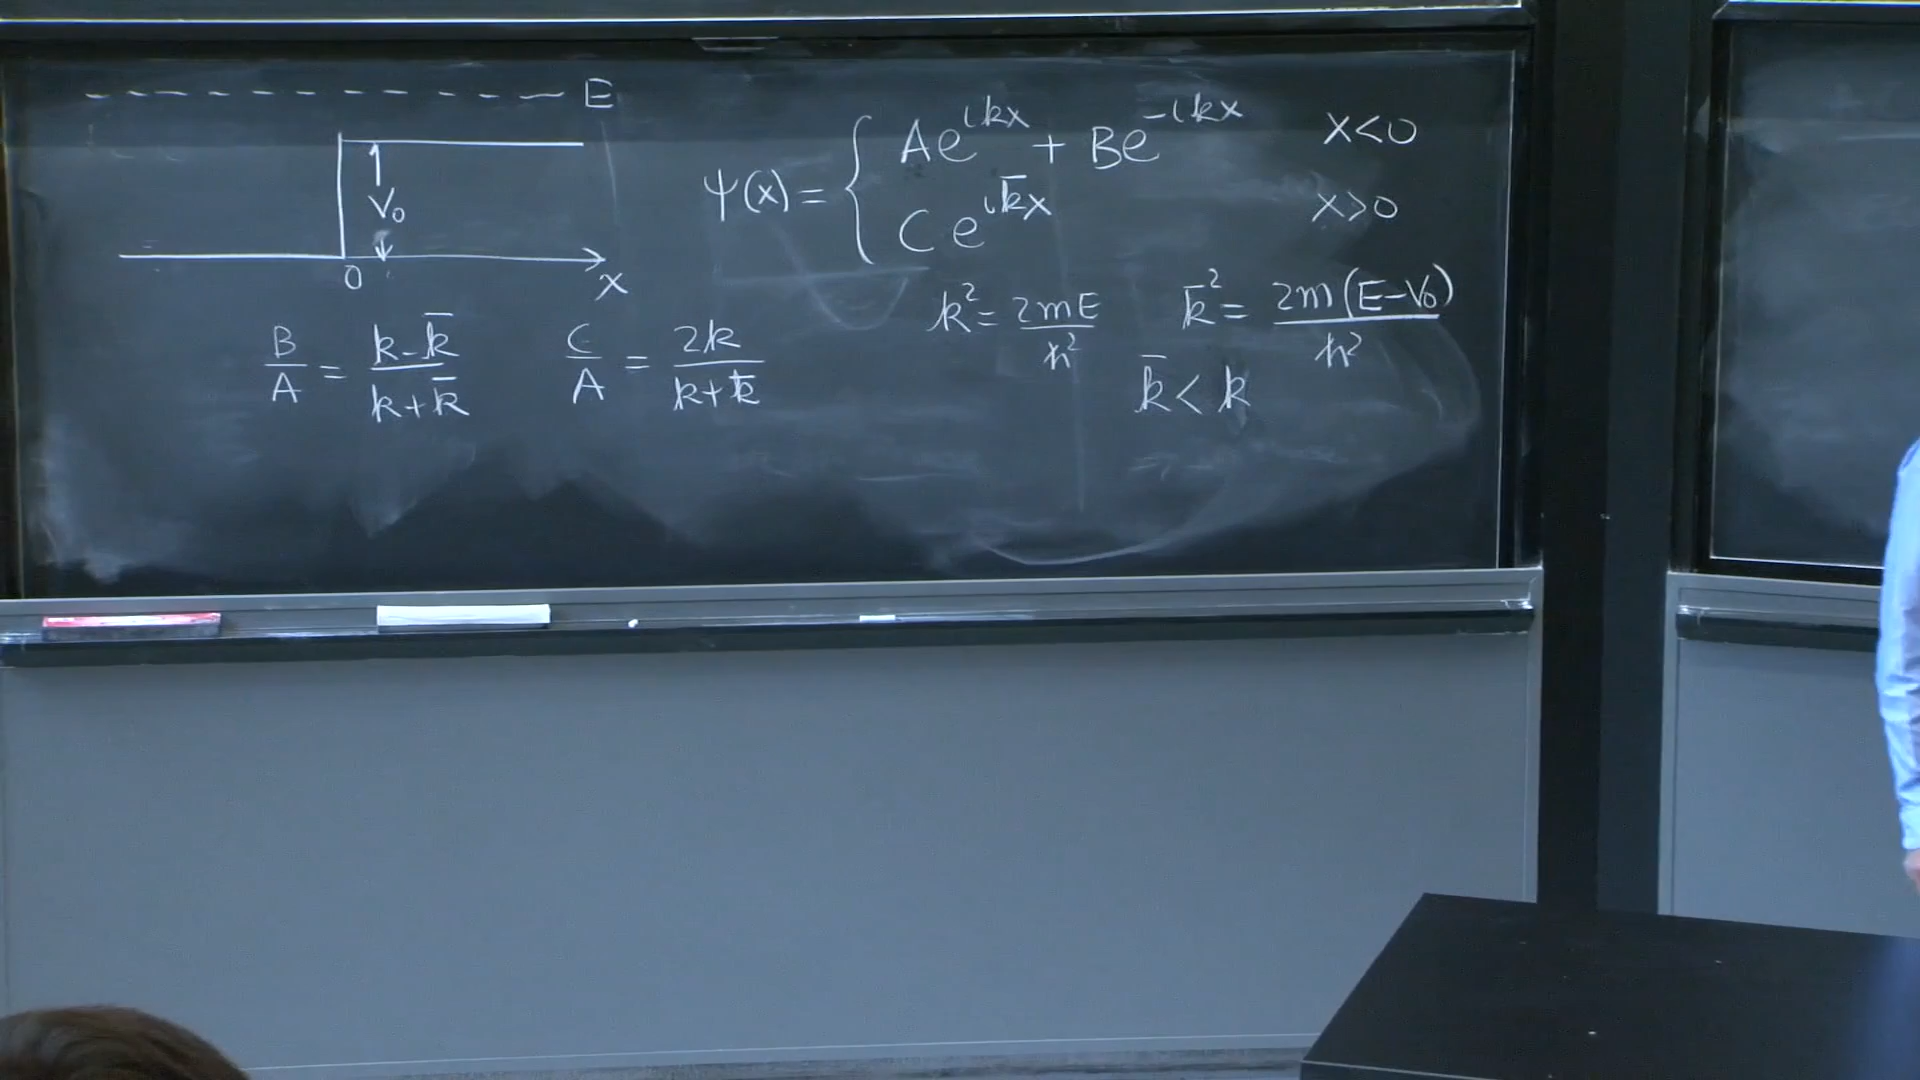 E
V₀
0
x
B/A = (k-k̄)/(k+k̄)
C/A = 2k/(k+k̄)
ψ(x) = { Ae^{ikx} + Be^{-ikx} x<0
Ce^{ik̄x} x>0
k² = 2mE/ħ² k̄² = 2m(E-V₀)/ħ²
k̄ < k